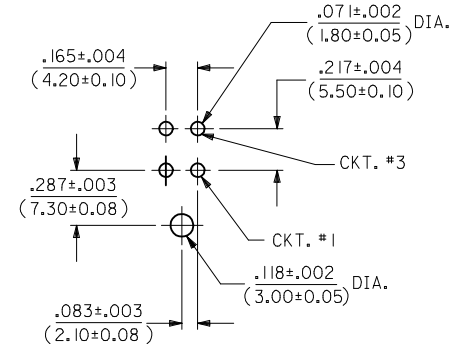 .071±.002 DIA.
(1.80±0.05)
.165±.004
(4.20±0.10)
.217±.004
(5.50±0.10)
CKT. #3
.287±.003
(7.30±0.08)
CKT. #1
.118±.002 DIA.
(3.00±0.05)
.083±.003
(2.10±0.08)